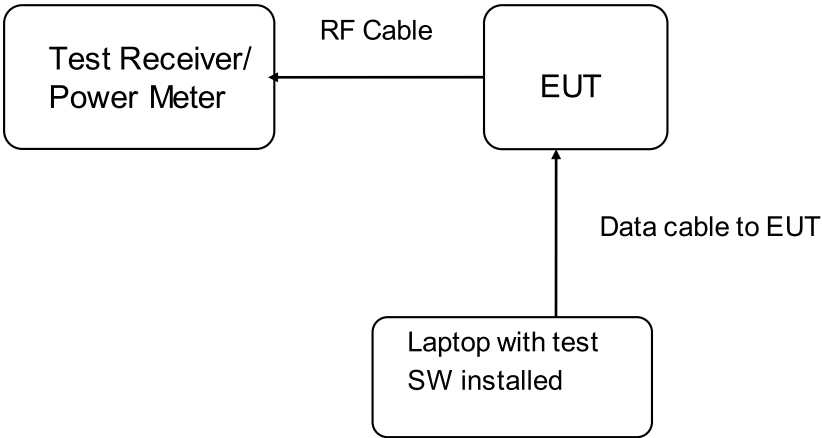 RF Cable
Test Receiver/
Power Meter
EUT
Data cable to EUT
Laptop with test
SW installed